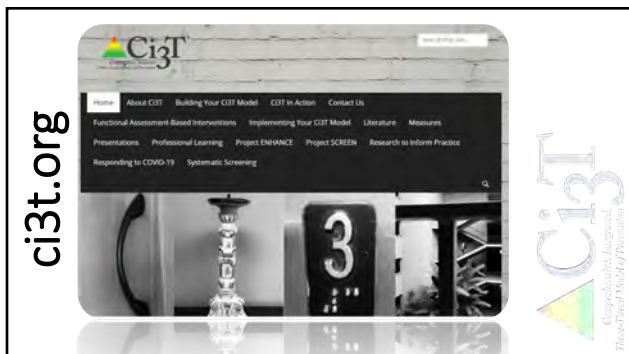 ci3t.org
Ci3T
Home About Ci3T Building Your Ci3T Model Ci3T In Action Contact Us
Functional Assessment-Based Interventions Implementing Your Ci3T Model Literature Measures
Presentations Professional Learning Project ENHANCE Project SCREEN Research to Inform Practice
Responding to COVID-19 Systematic Screening
3
Ci3T
Comprehensive, Integrated,
Three-Tiered Model of Prevention